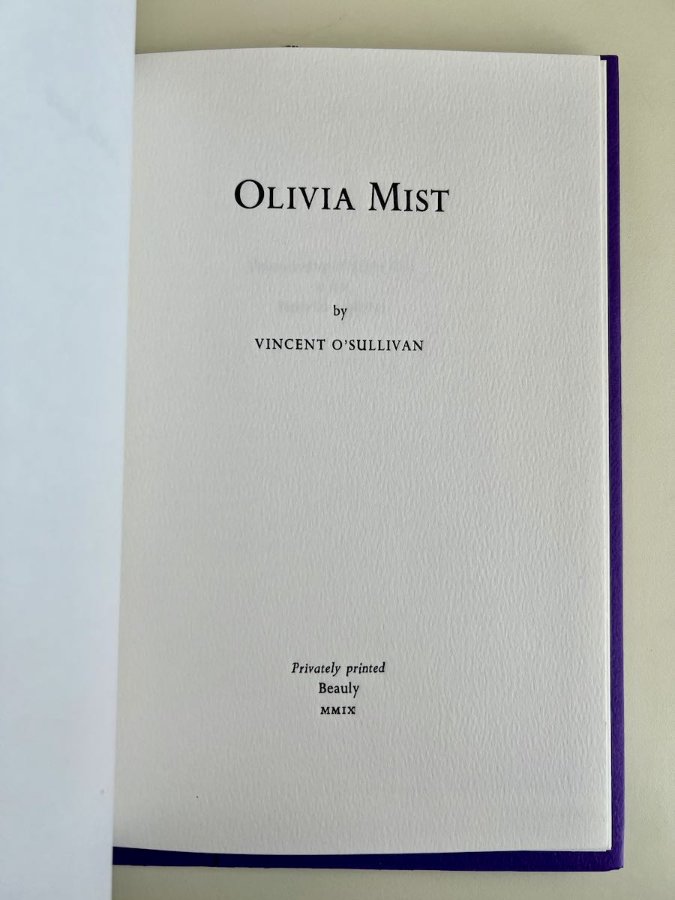 OLIVIA MIST
by
VINCENT O'SULLIVAN
Privately printed
Beauly
MMIX